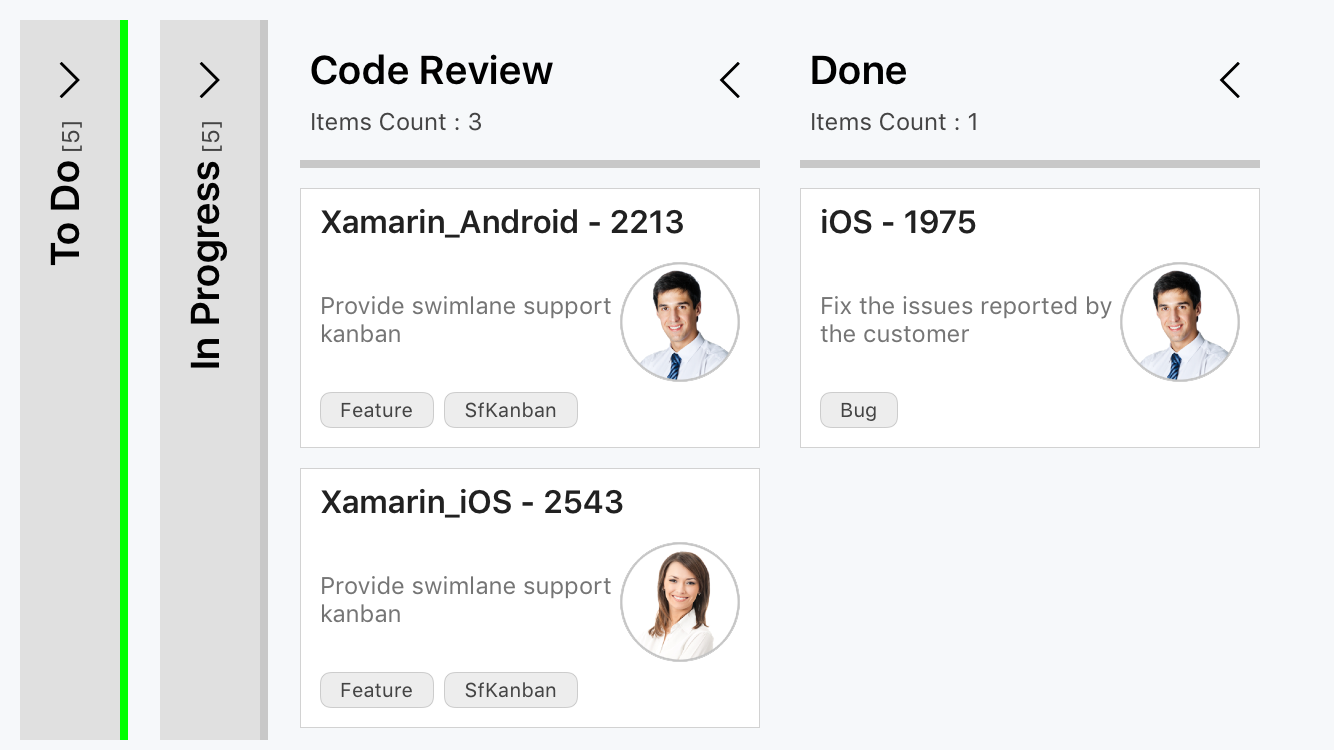 To Do [5]
In Progress [5]
Code Review
Items Count : 3
Xamarin_Android - 2213
Provide swimlane support
kanban
Feature
SfKanban
Xamarin_iOS - 2543
Provide swimlane support
kanban
Feature
SfKanban
Done
Items Count : 1
iOS - 1975
Fix the issues reported by
the customer
Bug